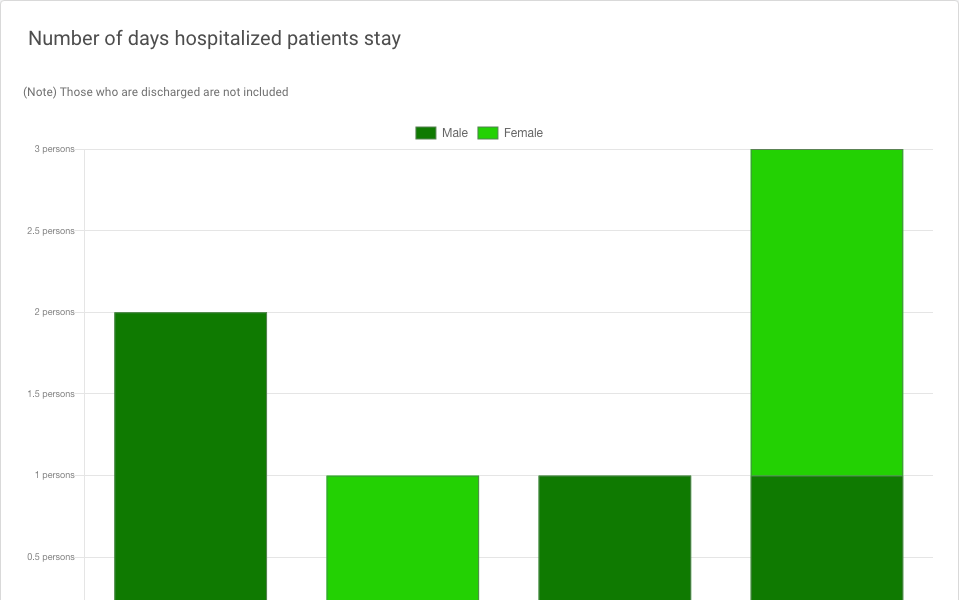 Number of days hospitalized patients stay
(Note) Those who are discharged are not included
Male Female
3 persons
2.5 persons
2 persons
1.5 persons
1 persons
0.5 persons